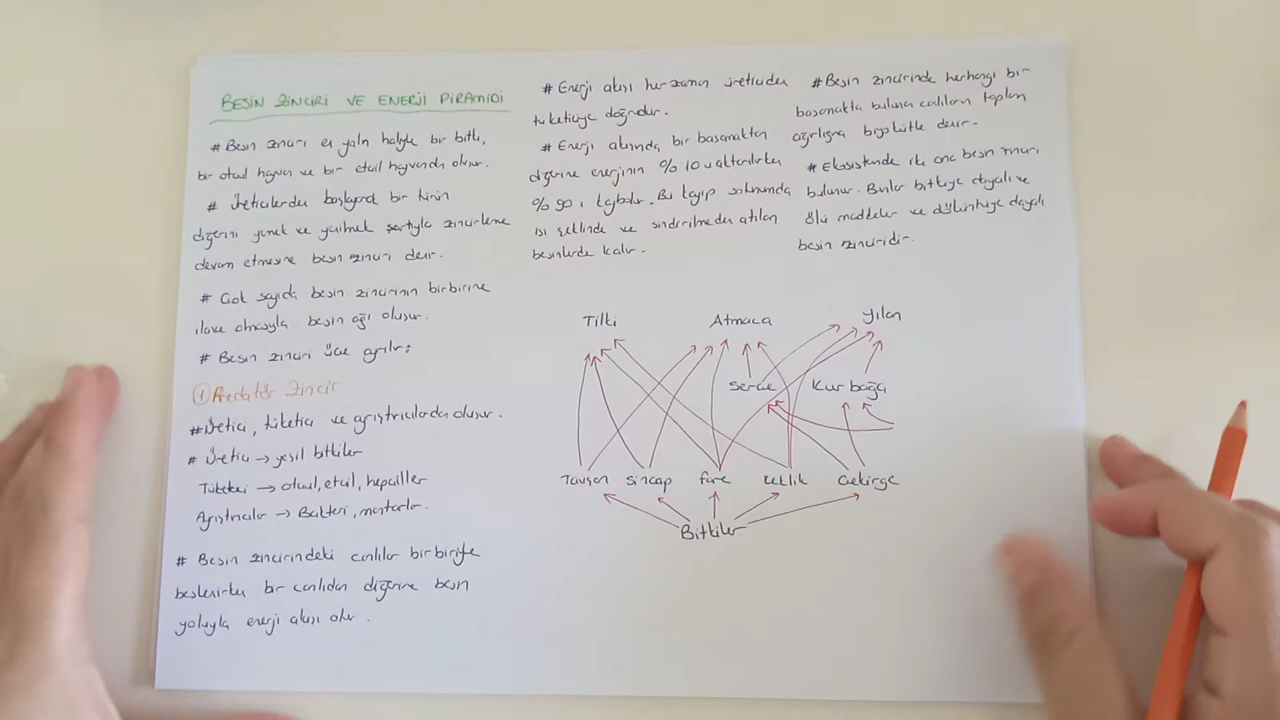 BESİN ZİNCİRİ VE ENERJİ PİRAMİDİ
# Besin zinciri en yalın haliyle bir bitki,
bir otçul hayvan ve bir etçil hayvandan oluşur.
# Üreticilerden başlayarak bir türün
diğerini yemek ve yenilmek şartıyla zincirleme
devam etmesine besin zinciri denir.
# Çok sayıda besin zincirinin birbirine
ilave olmasıyla besin ağı oluşur.
# Besin zinciri üçe ayrılır:
① Predatör Zincir
# Üretici, tüketici ve ayrıştırıcılardan oluşur.
# Üretici → yeşil bitkiler
Tüketici → otçul, etçil, hepçiller
Ayrıştırıcılar → Bakteri, mantarlar.
# Besin zincirindeki canlılar birbiriyle
beslenirken bir canlıdan diğerine besin
yoluyla enerji akışı olur.
# Enerji akışı her zaman üreticiden
tüketiciye doğrudur.
# Enerji akışında bir basamaktan
diğerine enerjinin %10'u aktarılırken
%90'ı kaybolur. Bu kayıp solunumda
ısı şeklinde ve sindirilmeden atılan
besinlerde kalır.
# Besin zincirinde herhangi bir
basamakta bulunan canlıların toplam
ağırlığına biyokütle denir.
# Ekosistemde iki ana besin zinciri
bulunur. Bunlar bitkiye dayalı ve
ölü maddeler ve döküntüye dayalı
besin zinciridir.
Tilki Atmaca Yılan
Serçe Kurbağa
Tavşan Sincap fare keklik Çekirge
Bitkiler